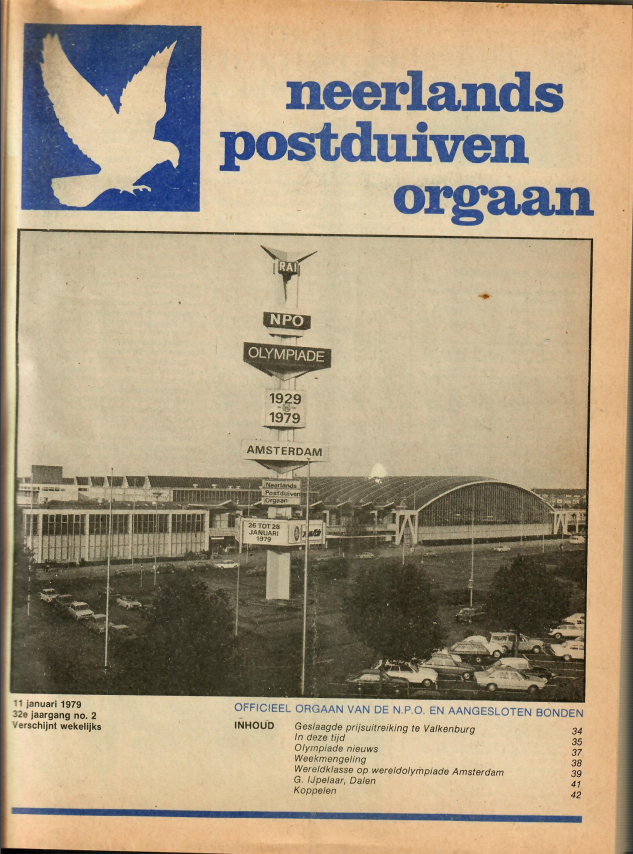 neerlands
postduiven
orgaan
RAI
NPO
OLYMPIADE
1929
1979
AMSTERDAM
Neerlands
Postduiven
Orgaan
26 TOT 28
JANUARI
1979
11 januari 1979
32e jaargang no. 2
Verschijnt wekelijks
OFFICIEEL ORGAAN VAN DE N.P.O. EN AANGESLOTEN BONDEN
INHOUD Geslaagde prijsuitreiking te Valkenburg 34
In deze tijd 35
Olympiade nieuws 37
Weekmengeling 38
Wereldklasse op wereldolympiade Amsterdam 39
G. IJpelaar, Dalen 41
Koppelen 42